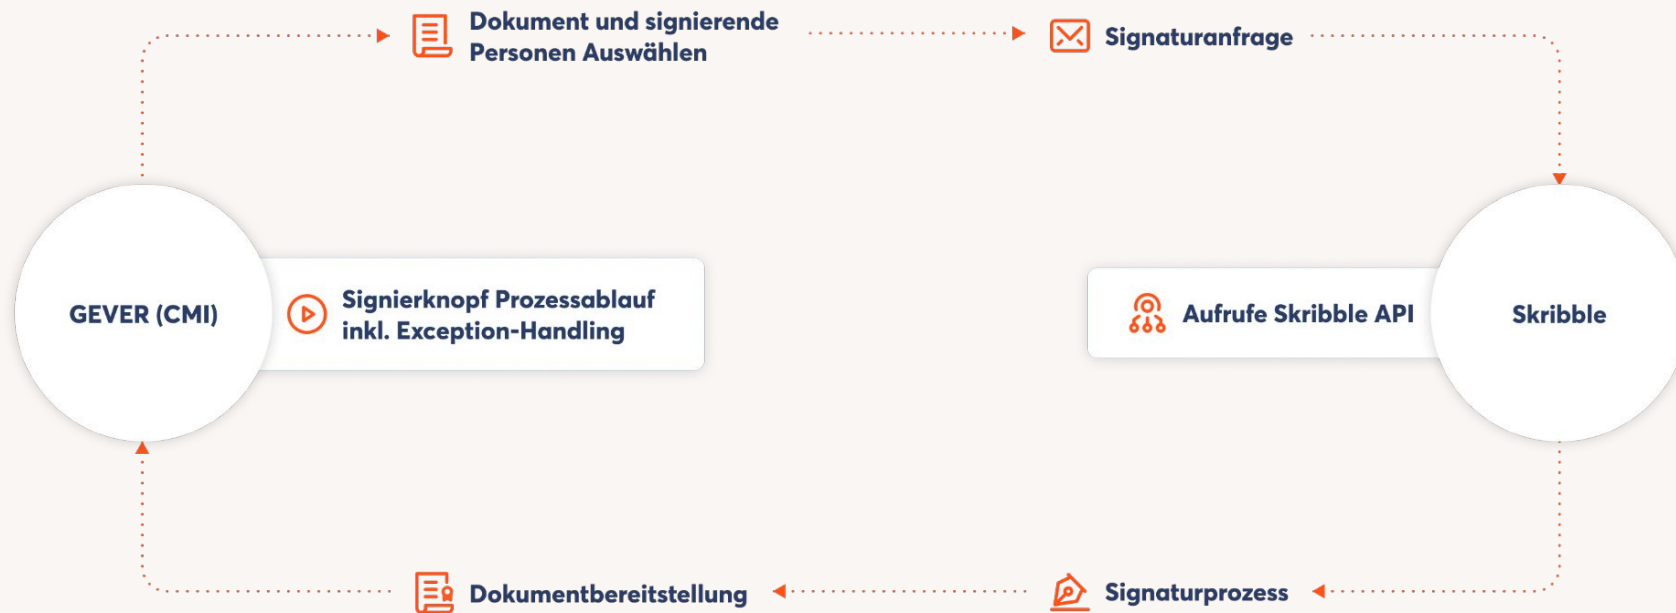 Dokument und signierende
Personen Auswählen
Signaturanfrage
GEVER (CMI)
Signierknopf Prozessablauf
inkl. Exception-Handling
Aufrufe Skribble API
Skribble
Dokumentbereitstellung
Signaturprozess